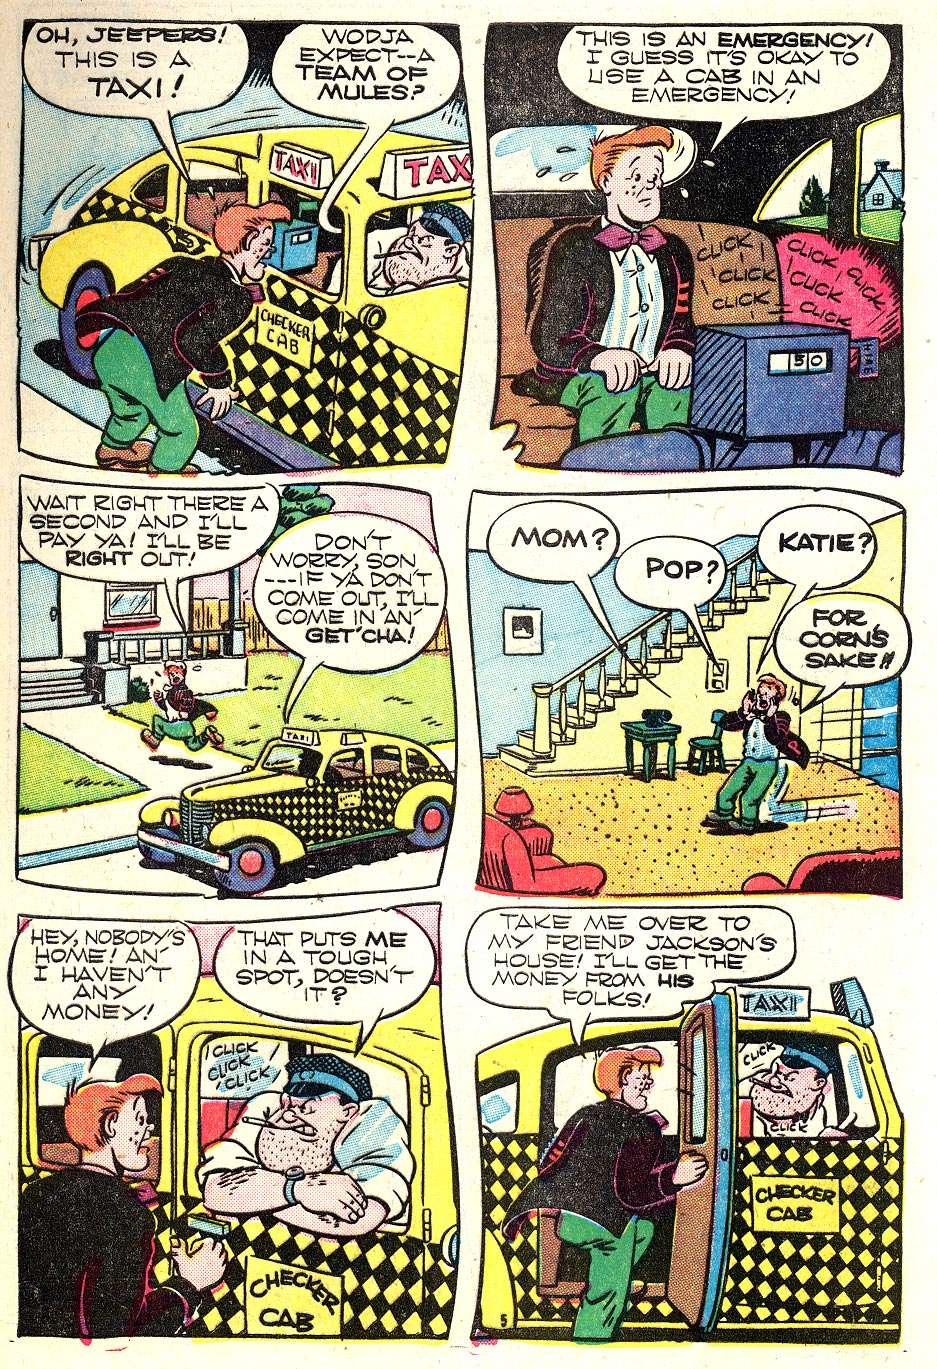 OH, JEEPERS!
THIS IS A
TAXI!
WODJA
EXPECT--A
TEAM OF
MULES?
TAXI
TAXI
CHECKER
CAB
THIS IS AN EMERGENCY!
I GUESS IT'S OKAY TO
USE A CAB IN AN
EMERGENCY!
CLICK
CLICK
CLICK
CLICK, CLICK
CLICK
CLICK
50
WAIT RIGHT THERE A
SECOND AND I'LL
PAY YA! I'LL BE
RIGHT OUT!
DON'T
WORRY, SON
----IF YA DON'T
COME OUT, I'LL
COME IN AN'
GET'CHA!
TAXI
MOM?
POP?
KATIE?
FOR
CORN'S
SAKE!!
HEY, NOBODY'S
HOME! AN'
I HAVEN'T
ANY
MONEY!
THAT PUTS ME
IN A TOUGH
SPOT, DOESN'T
IT?
CLICK
CLICK
CLICK
CHECKER
CAB
TAKE ME OVER TO
MY FRIEND JACKSON'S
HOUSE! I'LL GET THE
MONEY FROM HIS
FOLKS!
TAXI
CLICK
CLICK
CHECKER
CAB
5